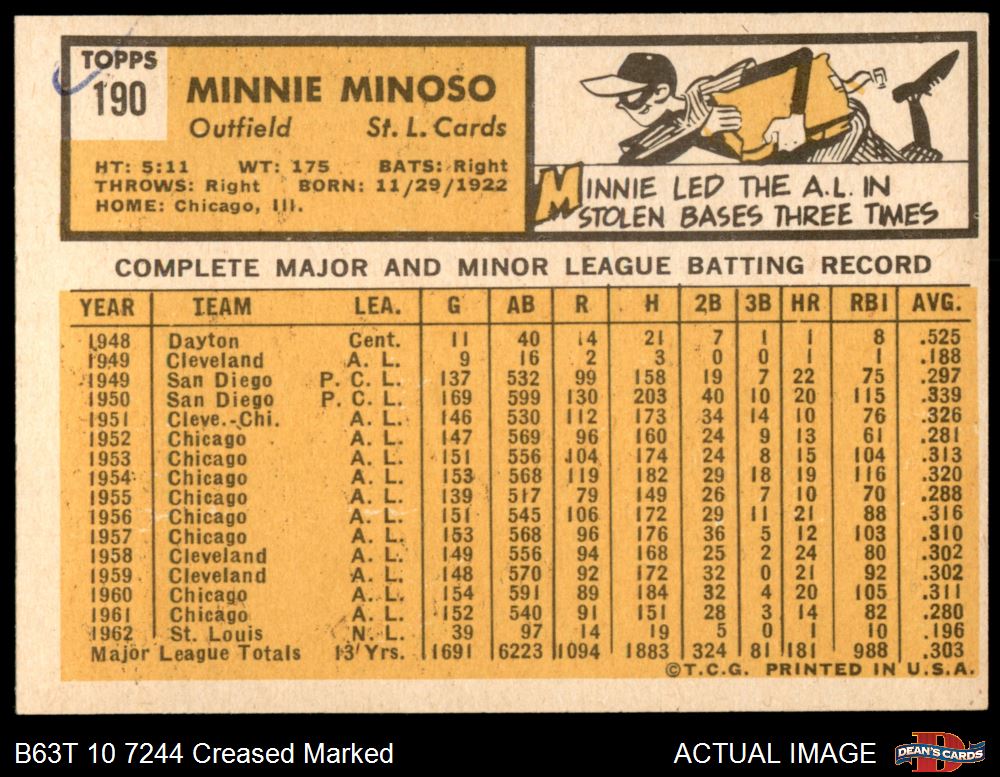 TOPPS
190
MINNIE MINOSO
Outfield St. L. Cards
HT: 5:11 WT: 175 BATS: Right
THROWS: Right BORN: 11/29/1922
HOME: Chicago, Ill.
MINNIE LED THE A.L. IN
STOLEN BASES THREE TIMES
COMPLETE MAJOR AND MINOR LEAGUE BATTING RECORD
YEAR TEAM LEA. G AB R H 2B 3B HR RBI AVG.
1948 Dayton Cent. 11 40 14 21 7 1 1 8 .525
1949 Cleveland A. L. 9 16 2 3 0 0 1 1 .188
1949 San Diego P. C. L. 137 532 99 158 19 7 22 75 .297
1950 San Diego P. C. L. 169 599 130 203 40 10 20 115 .339
1951 Cleve.-Chi. A. L. 146 530 112 173 34 14 10 76 .326
1952 Chicago A. L. 147 569 96 160 24 9 13 61 .281
1953 Chicago A. L. 151 556 104 174 24 8 15 104 .313
1954 Chicago A. L. 153 568 119 182 29 18 19 116 .320
1955 Chicago A. L. 139 517 79 149 26 7 10 70 .288
1956 Chicago A. L. 151 545 106 172 29 11 21 88 .316
1957 Chicago A. L. 153 568 96 176 36 5 12 103 .310
1958 Cleveland A. L. 149 556 94 168 25 2 24 80 .302
1959 Cleveland A. L. 148 570 92 172 32 0 21 92 .302
1960 Chicago A. L. 154 591 89 184 32 4 20 105 .311
1961 Chicago A. L. 152 540 91 151 28 3 14 82 .280
1962 St. Louis N. L. 39 97 14 19 5 0 1 10 .196
Major League Totals 13 Yrs. 1691 6223 1094 1883 324 81 181 988 .303
©T.C.G. PRINTED IN U.S.A.
B63T 10 7244 Creased Marked ACTUAL IMAGE DEAN'S CARDS